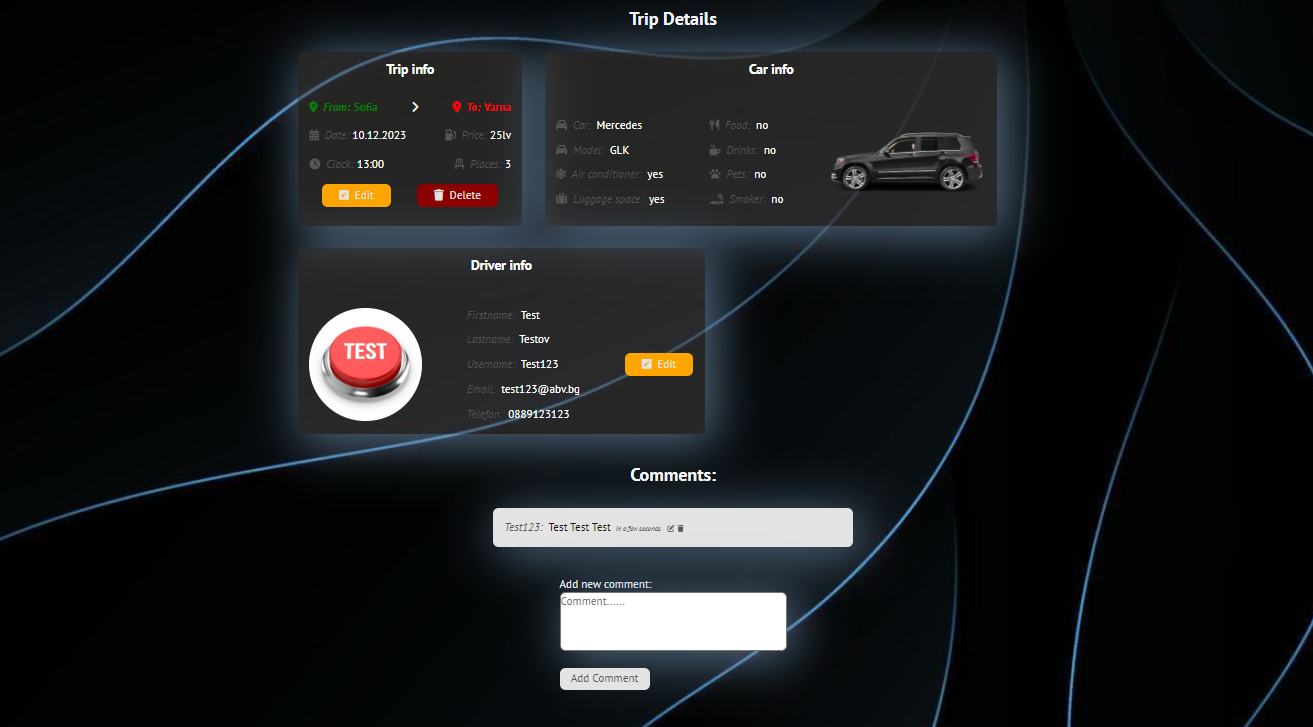 Trip Details
Trip info
From: Sofia
To: Varna
Date: 10.12.2023
Price: 25lv
Clock: 13:00
Places: 3
Edit
Delete
Car info
Car: Mercedes
Food: no
Model: GLK
Drinks: no
Air conditioner: yes
Pets: no
Luggage space: yes
Smoker: no
Driver info
TEST
Firstname: Test
Lastname: Testov
Username: Test123
Edit
Email: test123@abv.bg
Telefon: 0889123123
Comments:
Test123: Test Test Test in a few seconds
Add new comment:
Comment......
Add Comment